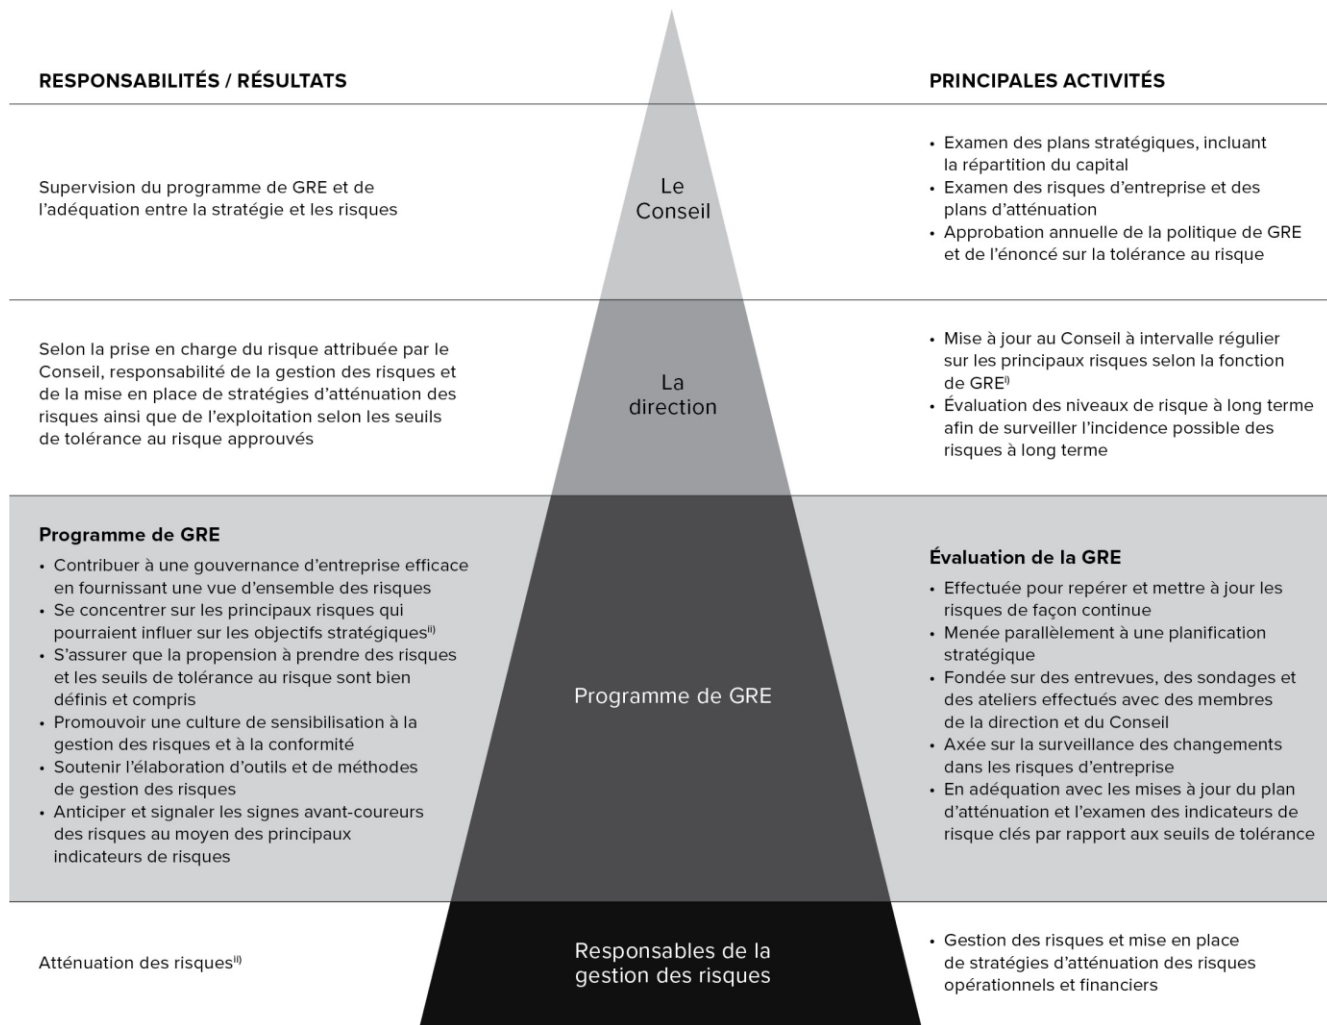 RESPONSABILITÉS / RÉSULTATS
PRINCIPALES ACTIVITÉS
Supervision du programme de GRE et de
l’adéquation entre la stratégie et les risques
Le
Conseil
• Examen des plans stratégiques, incluant
la répartition du capital
• Examen des risques d’entreprise et des
plans d’atténuation
• Approbation annuelle de la politique de GRE
et de l’énoncé sur la tolérance au risque
Selon la prise en charge du risque attribuée par le
Conseil, responsabilité de la gestion des risques et
de la mise en place de stratégies d’atténuation des
risques ainsi que de l’exploitation selon les seuils
de tolérance au risque approuvés
La
direction
• Mise à jour au Conseil à intervalle régulier
sur les principaux risques selon la fonction
de GREi)
• Évaluation des niveaux de risque à long terme
afin de surveiller l’incidence possible des
risques à long terme
Programme de GRE
• Contribuer à une gouvernance d’entreprise efficace
en fournissant une vue d’ensemble des risques
• Se concentrer sur les principaux risques qui
pourraient influer sur les objectifs stratégiquesii)
• S’assurer que la propension à prendre des risques
et les seuils de tolérance au risque sont bien
définis et compris
• Promouvoir une culture de sensibilisation à la
gestion des risques et à la conformité
• Soutenir l’élaboration d’outils et de méthodes
de gestion des risques
• Anticiper et signaler les signes avant-coureurs
des risques au moyen des principaux
indicateurs de risques
Programme de GRE
Évaluation de la GRE
• Effectuée pour repérer et mettre à jour les
risques de façon continue
• Menée parallèlement à une planification
stratégique
• Fondée sur des entrevues, des sondages et
des ateliers effectués avec des membres
de la direction et du Conseil
• Axée sur la surveillance des changements
dans les risques d’entreprise
• En adéquation avec les mises à jour du plan
d’atténuation et l’examen des indicateurs de
risque clés par rapport aux seuils de tolérance
Atténuation des risquesii)
Responsables de la
gestion des risques
• Gestion des risques et mise en place
de stratégies d’atténuation des risques
opérationnels et financiers